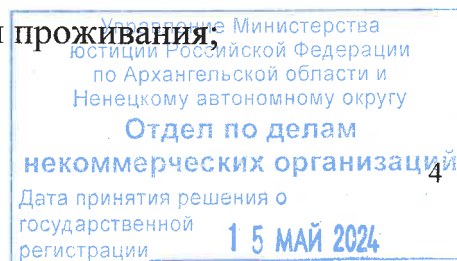 проживания;
Управление Министерства
юстиции Российской Федерации
по Архангельской области и
Ненецкому автономному округу
Отдел по делам
некоммерческих организаций
4
Дата принятия решения о
государственной
регистрации 15 МАЙ 2024